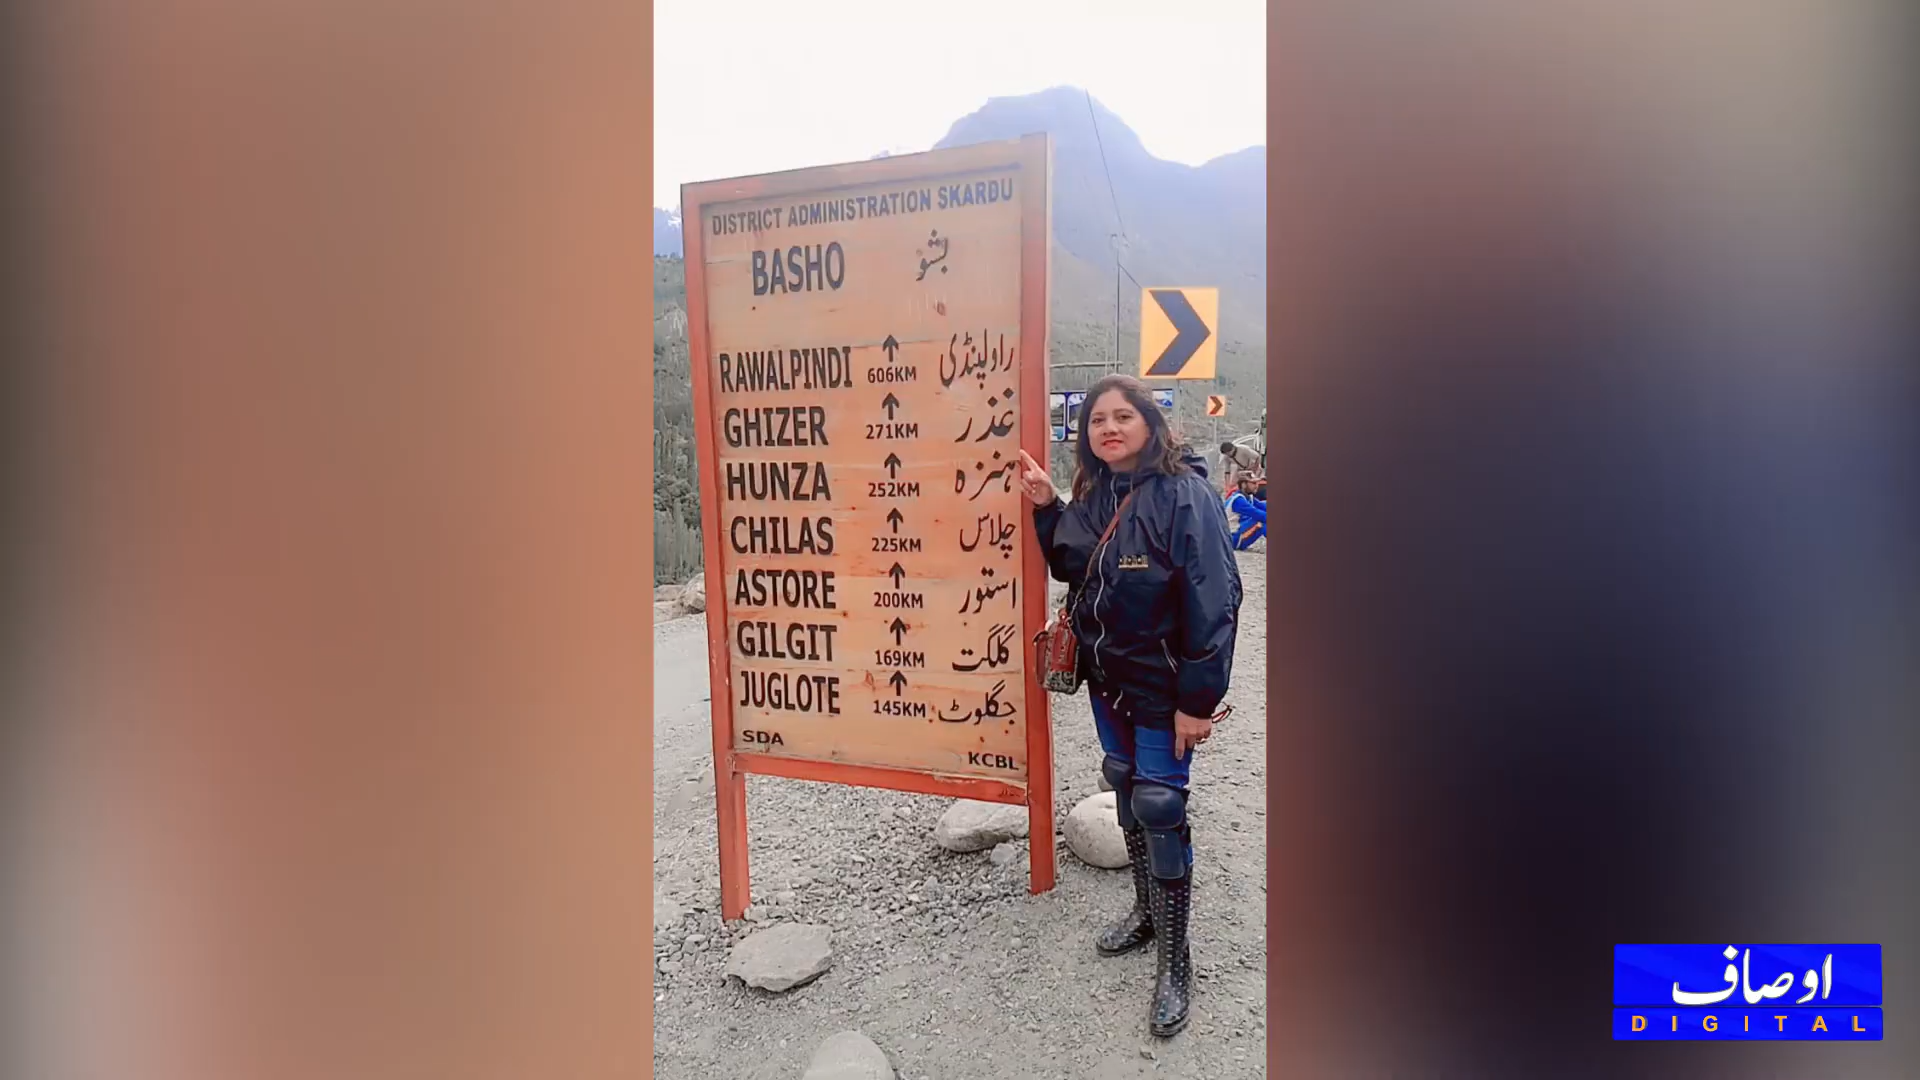 DISTRICT ADMINISTRATION SKARDU
BASHO بشو
RAWALPINDI 606KM راولپنڈی
GHIZER 271KM غذر
HUNZA 252KM ہنزہ
CHILAS 225KM چلاس
ASTORE 200KM استور
GILGIT 169KM گلگت
JUGLOTE 145KM جگلوٹ
SDA KCBL
اوصاف
DIGITAL